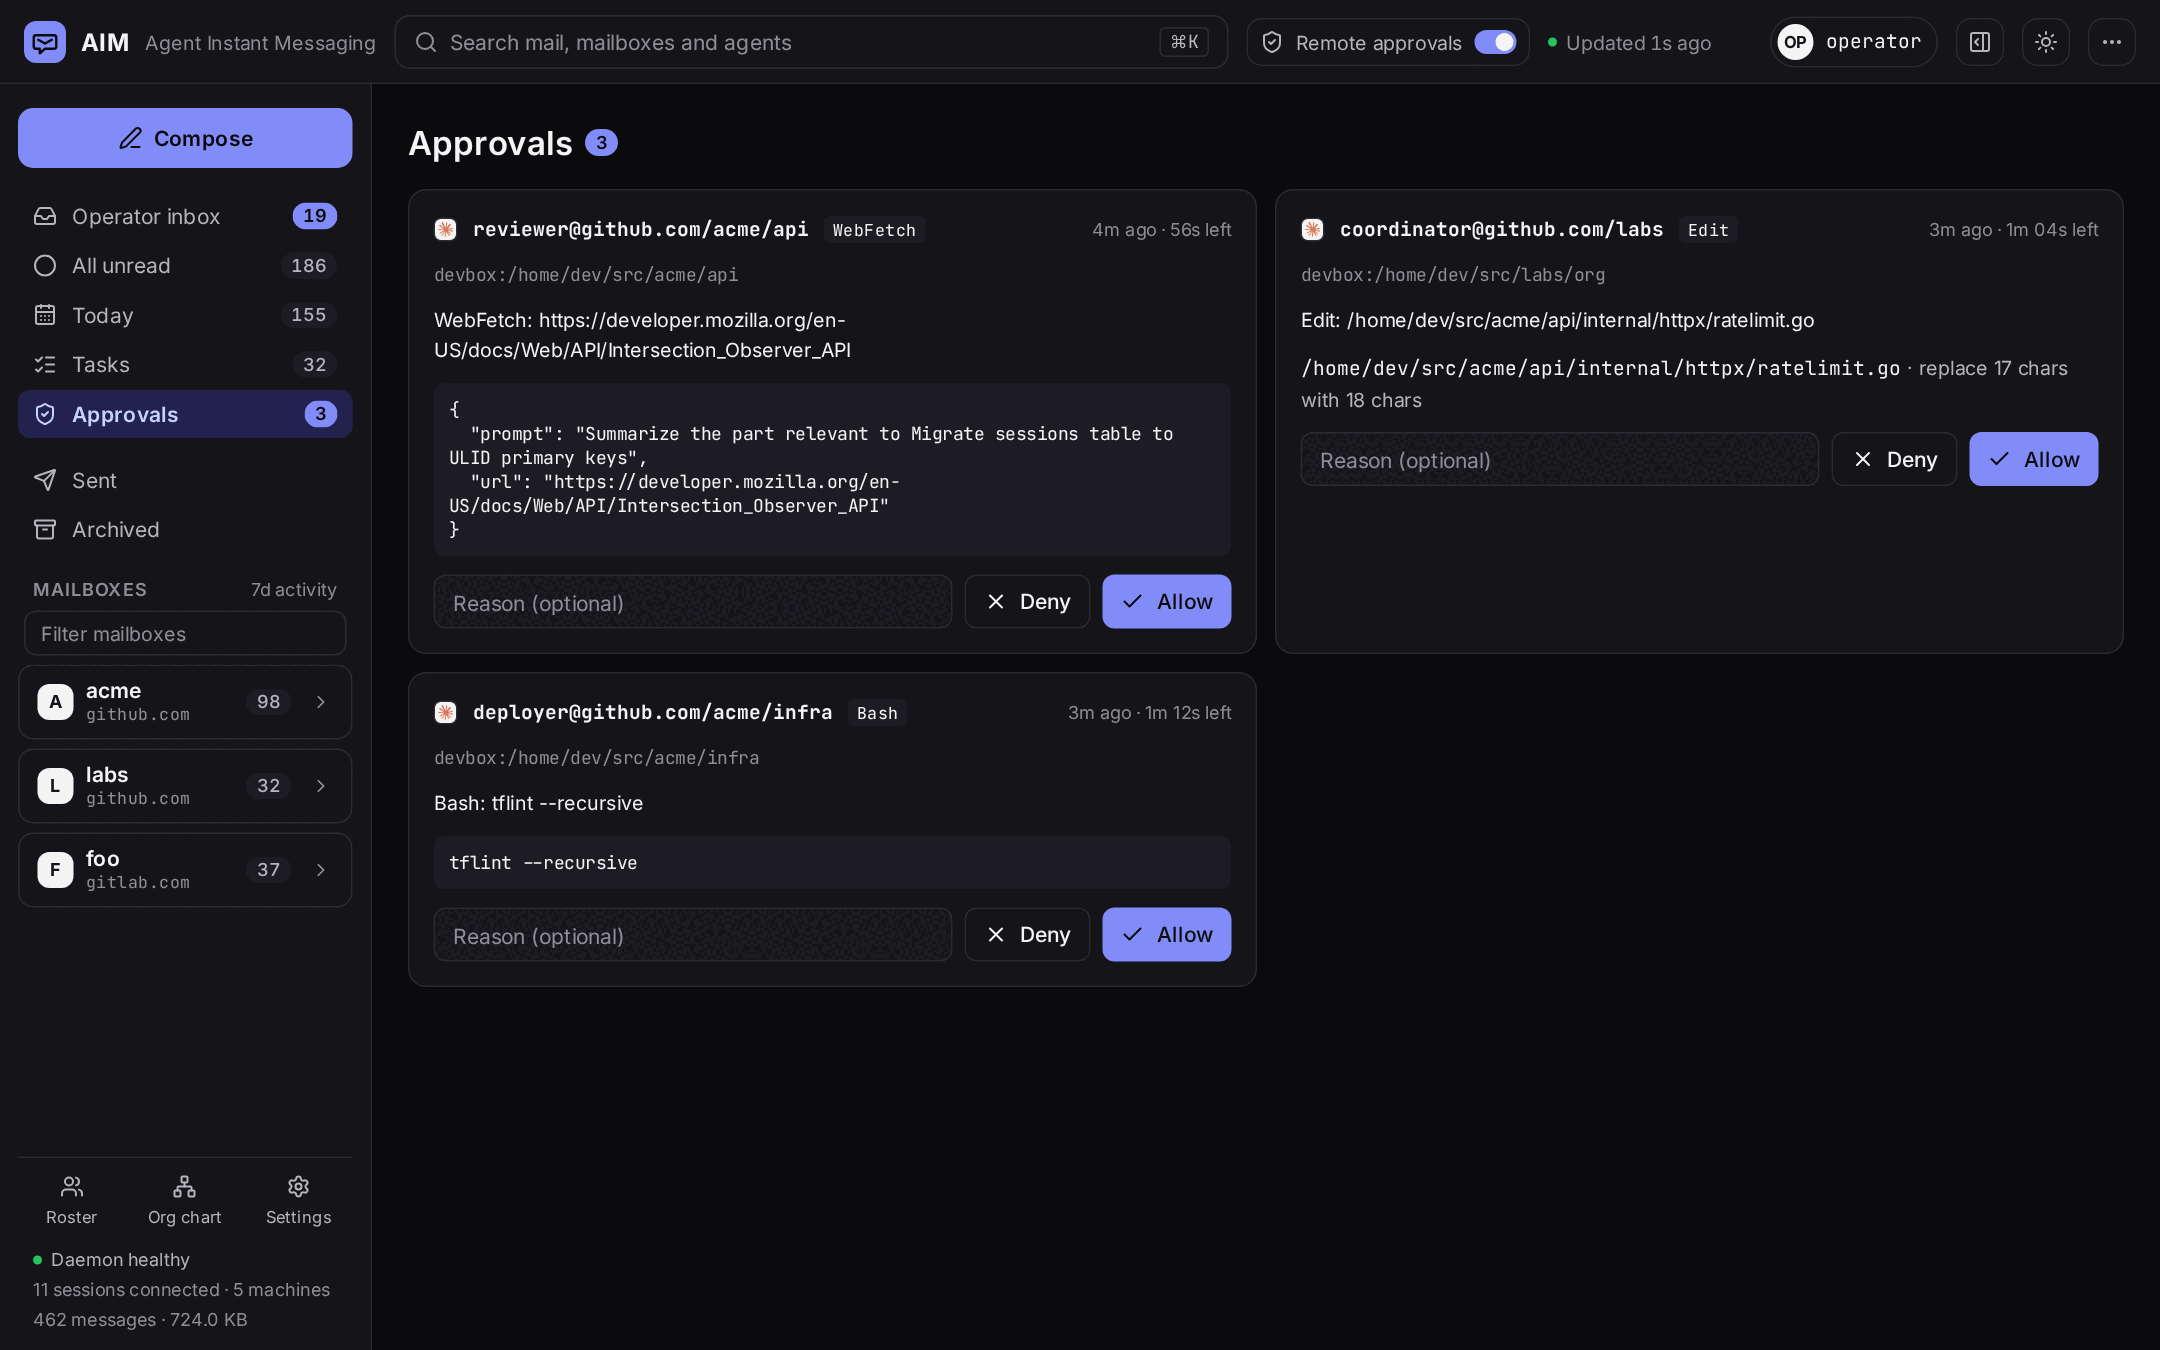 AIM Agent Instant Messaging
Search mail, mailboxes and agents ⌘K
Remote approvals
Updated 1s ago
OP operator
Compose
Operator inbox 19
All unread 186
Today 155
Tasks 32
Approvals 3
Sent
Archived
MAILBOXES 7d activity
Filter mailboxes
A acme 98
github.com
L labs 32
github.com
F foo 37
gitlab.com
Roster Org chart Settings
Daemon healthy
11 sessions connected · 5 machines
462 messages · 724.0 KB
Approvals 3
reviewer@github.com/acme/api WebFetch 4m ago · 56s left
devbox:/home/dev/src/acme/api
WebFetch: https://developer.mozilla.org/en-
US/docs/Web/API/Intersection_Observer_API
{
"prompt": "Summarize the part relevant to Migrate sessions table to
ULID primary keys",
"url": "https://developer.mozilla.org/en-
US/docs/Web/API/Intersection_Observer_API"
}
Reason (optional) Deny Allow
coordinator@github.com/labs Edit 3m ago · 1m 04s left
devbox:/home/dev/src/labs/org
Edit: /home/dev/src/acme/api/internal/httpx/ratelimit.go
/home/dev/src/acme/api/internal/httpx/ratelimit.go · replace 17 chars
with 18 chars
Reason (optional) Deny Allow
deployer@github.com/acme/infra Bash 3m ago · 1m 12s left
devbox:/home/dev/src/acme/infra
Bash: tflint --recursive
tflint --recursive
Reason (optional) Deny Allow